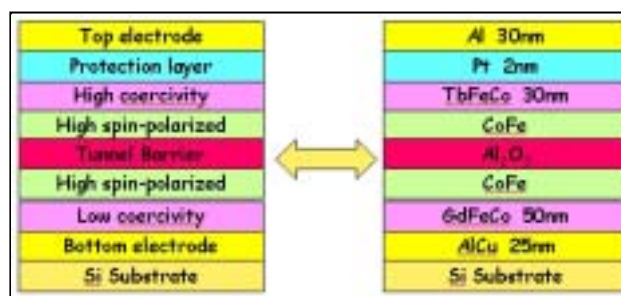 Top electrode
Protection layer
High coercivity
High spin-polarized
Tunnel Barrier
High spin-polarized
Low coercivity
Bottom electrode
Si Substrate
Al 30nm
Pt 2nm
TbFeCo 30nm
CoFe
Al₂O₃
CoFe
GdFeCo 50nm
AlCu 25nm
Si Substrate